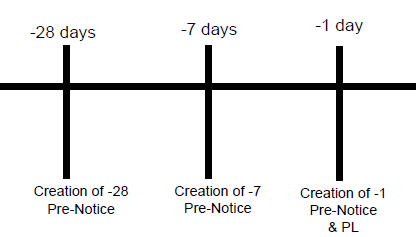 -28 days
-7 days
-1 day
Creation of -28
Pre-Notice
Creation of -7
Pre-Notice
Creation of -1
Pre-Notice
& PL